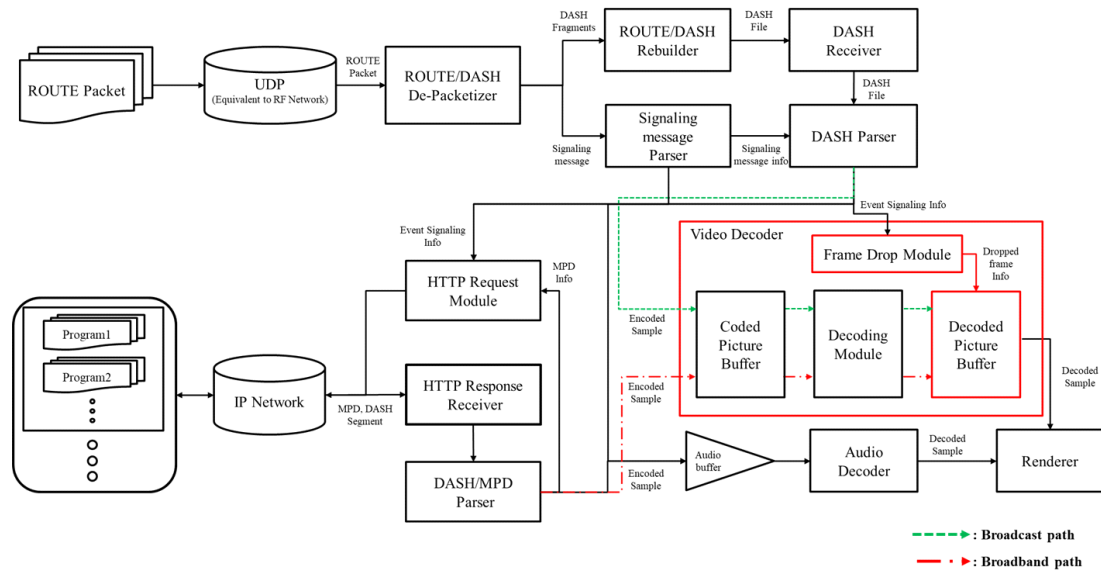 ROUTE Packet
UDP
(Equivalent to RF Network)
ROUTE
Packet
ROUTE/DASH
De-Packetizer
DASH
Fragments
ROUTE/DASH
Rebuilder
DASH
File
DASH
Receiver
DASH
File
Signaling
message
Signaling
message
Parser
Signaling
message info
DASH Parser
Event Signaling
Info
Event Signaling Info
Video Decoder
Frame Drop Module
Dropped
frame
Info
HTTP Request
Module
MPD
Info
Encoded
Sample
Coded
Picture
Buffer
Decoding
Module
Decoded
Picture
Buffer
Program1
Program2
IP Network
MPD, DASH
Segment
HTTP Response
Receiver
Encoded
Sample
Decoded
Sample
DASH/MPD
Parser
Encoded
Sample
Audio
buffer
Audio
Decoder
Decoded
Sample
Renderer
: Broadcast path
: Broadband path